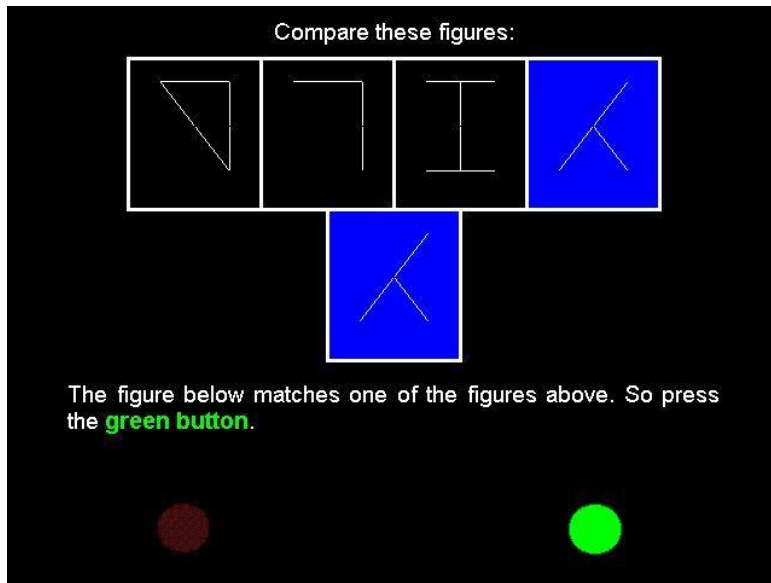 Compare these figures:
The figure below matches one of the figures above. So press
the green button.